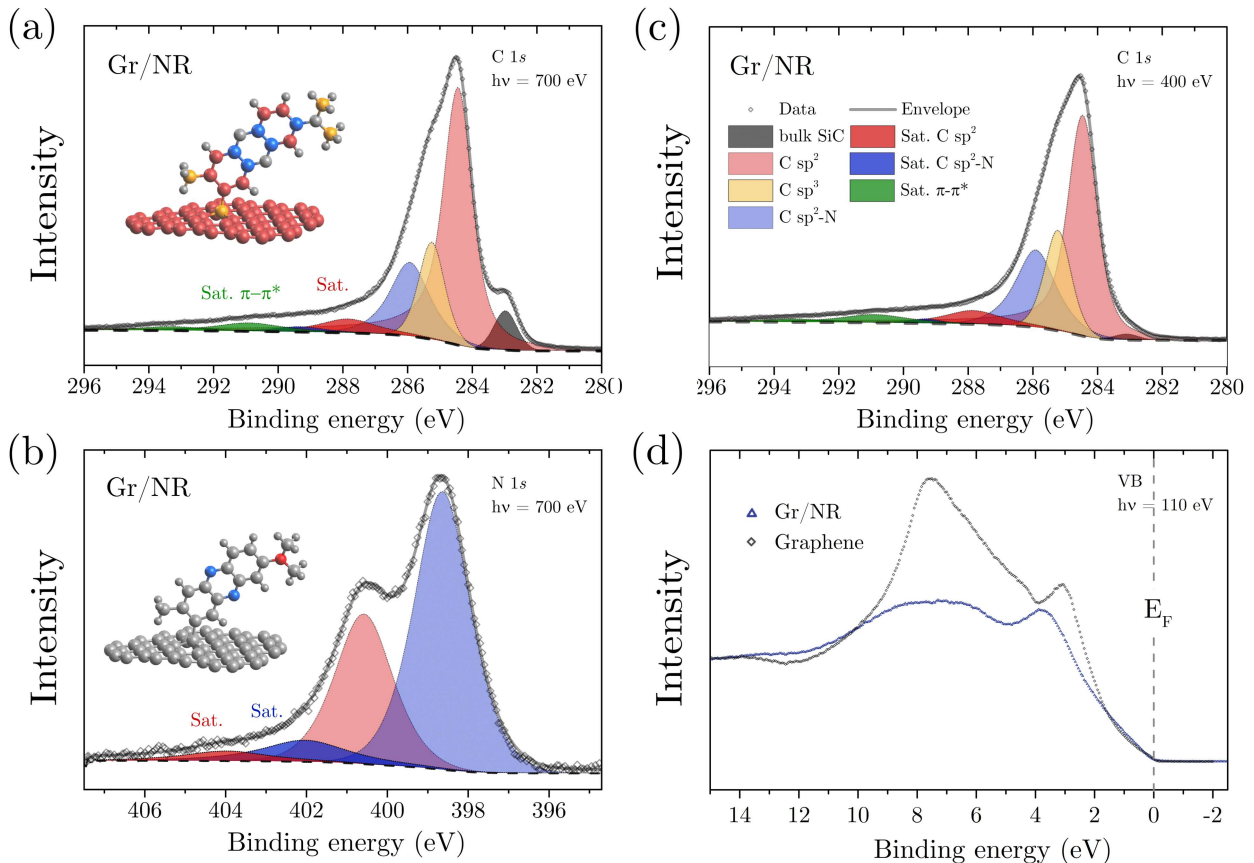 (a)
Gr/NR
C 1s
hν = 700 eV
Sat. π–π*
Sat.
Intensity
296 294 292 290 288 286 284 282 280
Binding energy (eV)
(c)
Gr/NR
C 1s
hν = 400 eV
Data Envelope
bulk SiC Sat. C sp²
C sp² Sat. C sp²-N
C sp³ Sat. π-π*
C sp²-N
Intensity
296 294 292 290 288 286 284 282 280
Binding energy (eV)
(b)
Gr/NR
N 1s
hν = 700 eV
Sat. Sat.
Intensity
406 404 402 400 398 396
Binding energy (eV)
(d)
VB
hν = 110 eV
Gr/NR
Graphene
E_F
Intensity
14 12 10 8 6 4 2 0 -2
Binding energy (eV)